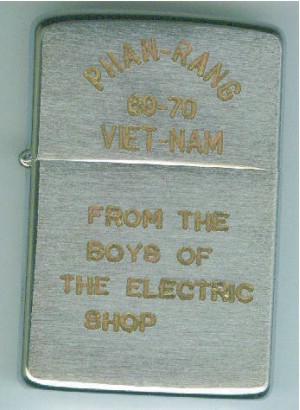 PHAN-RANG
69-70
VIET-NAM
FROM THE
BOYS OF
THE ELECTRIC
SHOP